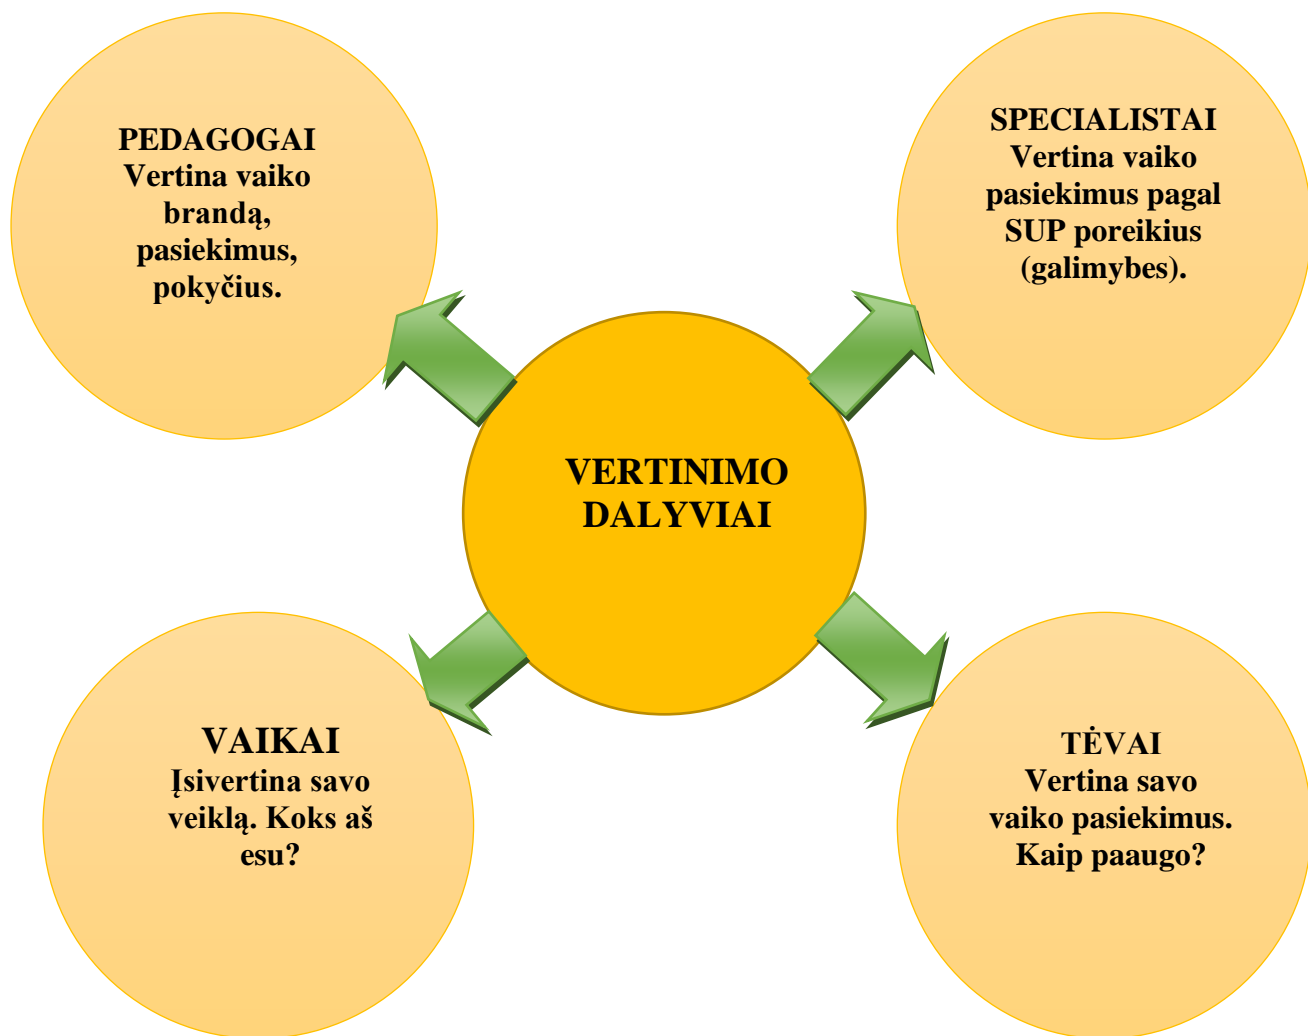 PEDAGOGAI
Vertina vaiko
brandą,
pasiekimus,
pokyčius.
SPECIALISTAI
Vertina vaiko
pasiekimus pagal
SUP poreikius
(galimybes).
VERTINIMO
DALYVIAI
VAIKAI
Įsivertina savo
veiklą. Koks aš
esu?
TĖVAI
Vertina savo
vaiko pasiekimus.
Kaip paaugo?